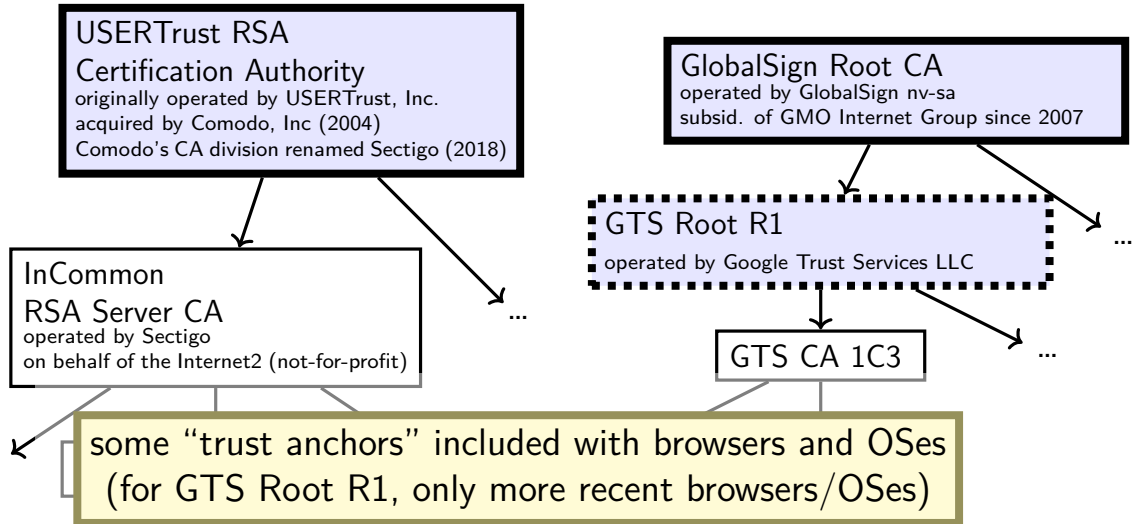 USERTrust RSA
Certification Authority
originally operated by USERTrust, Inc.
acquired by Comodo, Inc (2004)
Comodo's CA division renamed Sectigo (2018)
GlobalSign Root CA
operated by GlobalSign nv-sa
subsid. of GMO Internet Group since 2007
GTS Root R1
operated by Google Trust Services LLC
...
InCommon
RSA Server CA
operated by Sectigo
on behalf of the Internet2 (not-for-profit)
...
GTS CA 1C3
...
some “trust anchors” included with browsers and OSes
(for GTS Root R1, only more recent browsers/OSes)